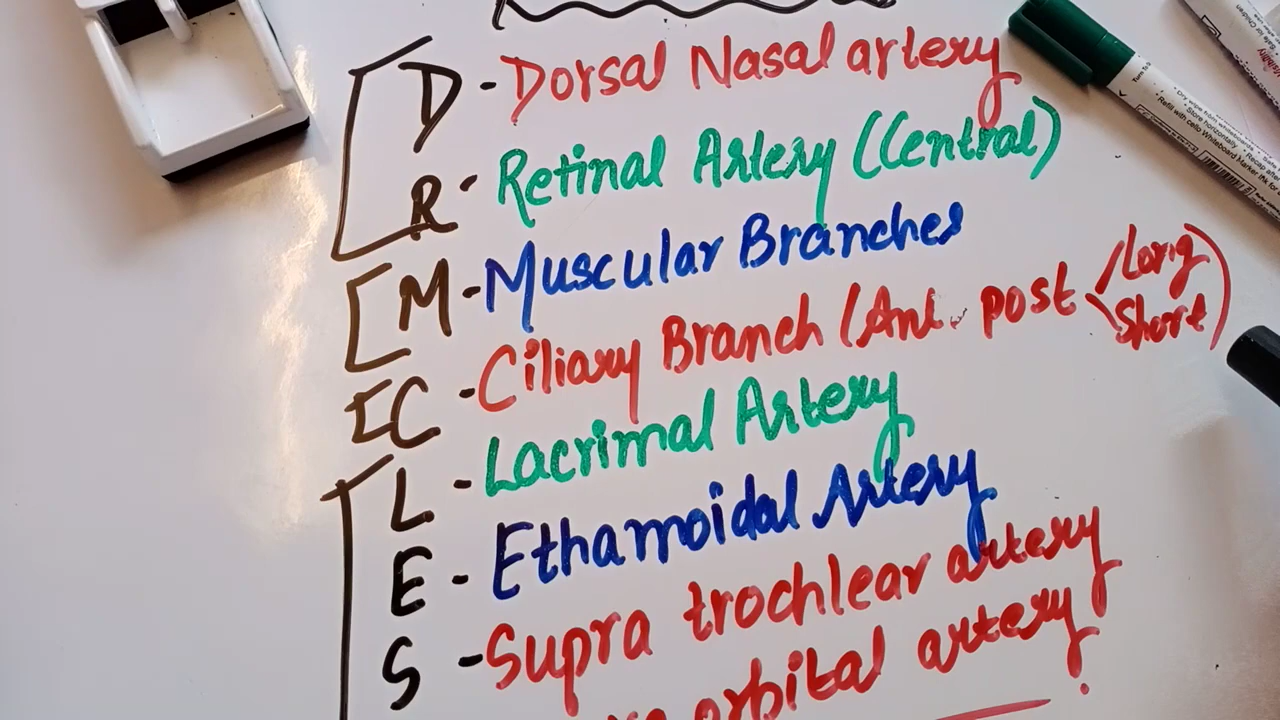 D - Dorsal Nasal artery
R - Retinal Artery (Central)
M - Muscular Branches
C - Ciliary Branch (Ant. post Long Short)
L - Lacrimal Artery
E - Ethamoidal Artery
S - Supra trochlear artery
orbital artery